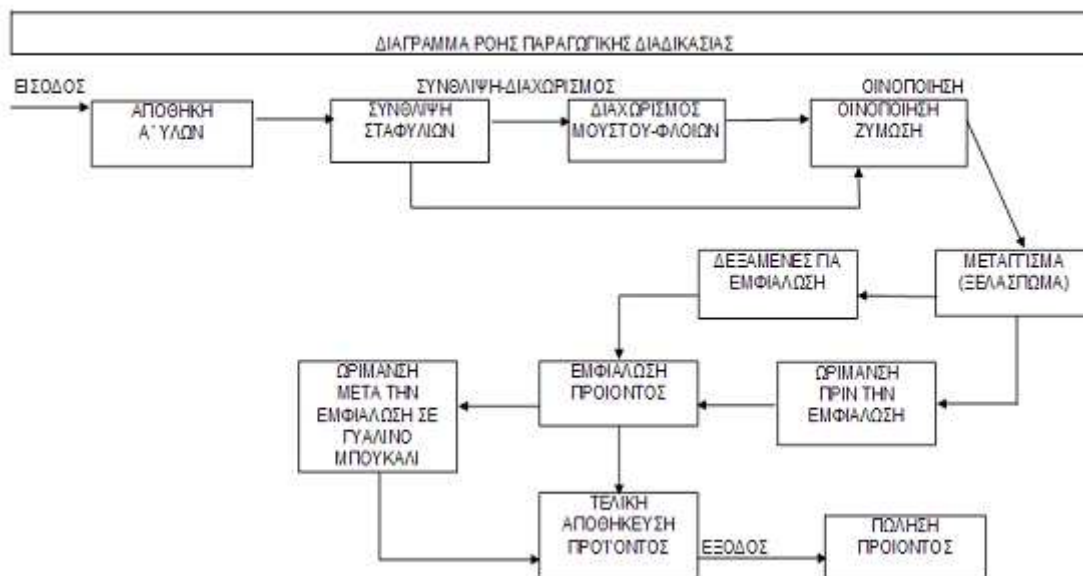 ΔΙΑΓΡΑΜΜΑ ΡΟΗΣ ΠΑΡΑΓΩΓΙΚΗΣ ΔΙΑΔΙΚΑΣΙΑΣ
ΕΙΣΟΔΟΣ
ΣΥΝΘΛΙΨΗ-ΔΙΑΧΩΡΙΣΜΟΣ
ΟΙΝΟΠΟΙΗΣΗ
ΑΠΟΘΗΚΗ
Α΄ ΥΛΩΝ
ΣΥΝΘΛΙΨΗ
ΣΤΑΦΥΛΙΩΝ
ΔΙΑΧΩΡΙΣΜΟΣ
ΜΟΥΣΤΟΥ-ΦΛΟΙΩΝ
ΟΙΝΟΠΟΙΗΣΗ
ΖΥΜΩΣΗ
ΔΕΞΑΜΕΝΕΣ ΓΙΑ
ΕΜΦΙΑΛΩΣΗ
ΜΕΤΑΓΓΙΣΜΑ
(ΞΕΛΑΣΠΩΜΑ)
ΩΡΙΜΑΝΣΗ
ΜΕΤΑ ΤΗΝ
ΕΜΦΙΑΛΩΣΗ ΣΕ
ΓΥΑΛΙΝΟ
ΜΠΟΥΚΑΛΙ
ΕΜΦΙΑΛΩΣΗ
ΠΡΟΙΟΝΤΟΣ
ΩΡΙΜΑΝΣΗ
ΠΡΙΝ ΤΗΝ
ΕΜΦΙΑΛΩΣΗ
ΤΕΛΙΚΗ
ΑΠΟΘΗΚΕΥΣΗ
ΠΡΟΪΟΝΤΟΣ
ΕΞΟΔΟΣ
ΠΩΛΗΣΗ
ΠΡΟΙΟΝΤΟΣ